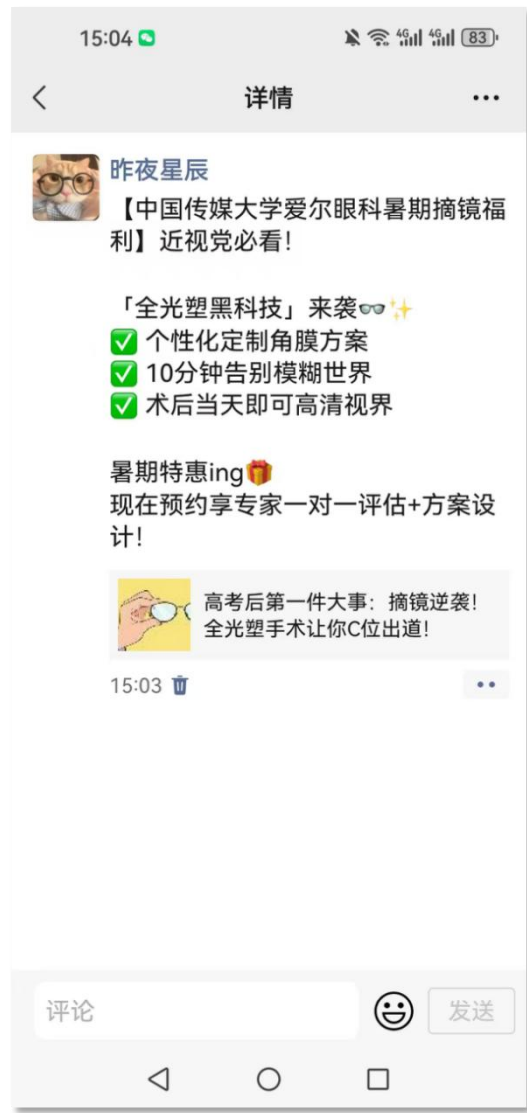 15:04
4G
4G
83
详情
昨夜星辰
【中国传媒大学爱尔眼科暑期摘镜福
利】近视党必看！
「全光塑黑科技」来袭👓✨
✅ 个性化定制角膜方案
✅ 10分钟告别模糊世界
✅ 术后当天即可高清视界
暑期特惠ing🎁
现在预约享专家一对一评估+方案设
计！
高考后第一件大事：摘镜逆袭！
全光塑手术让你C位出道！
15:03
评论
发送